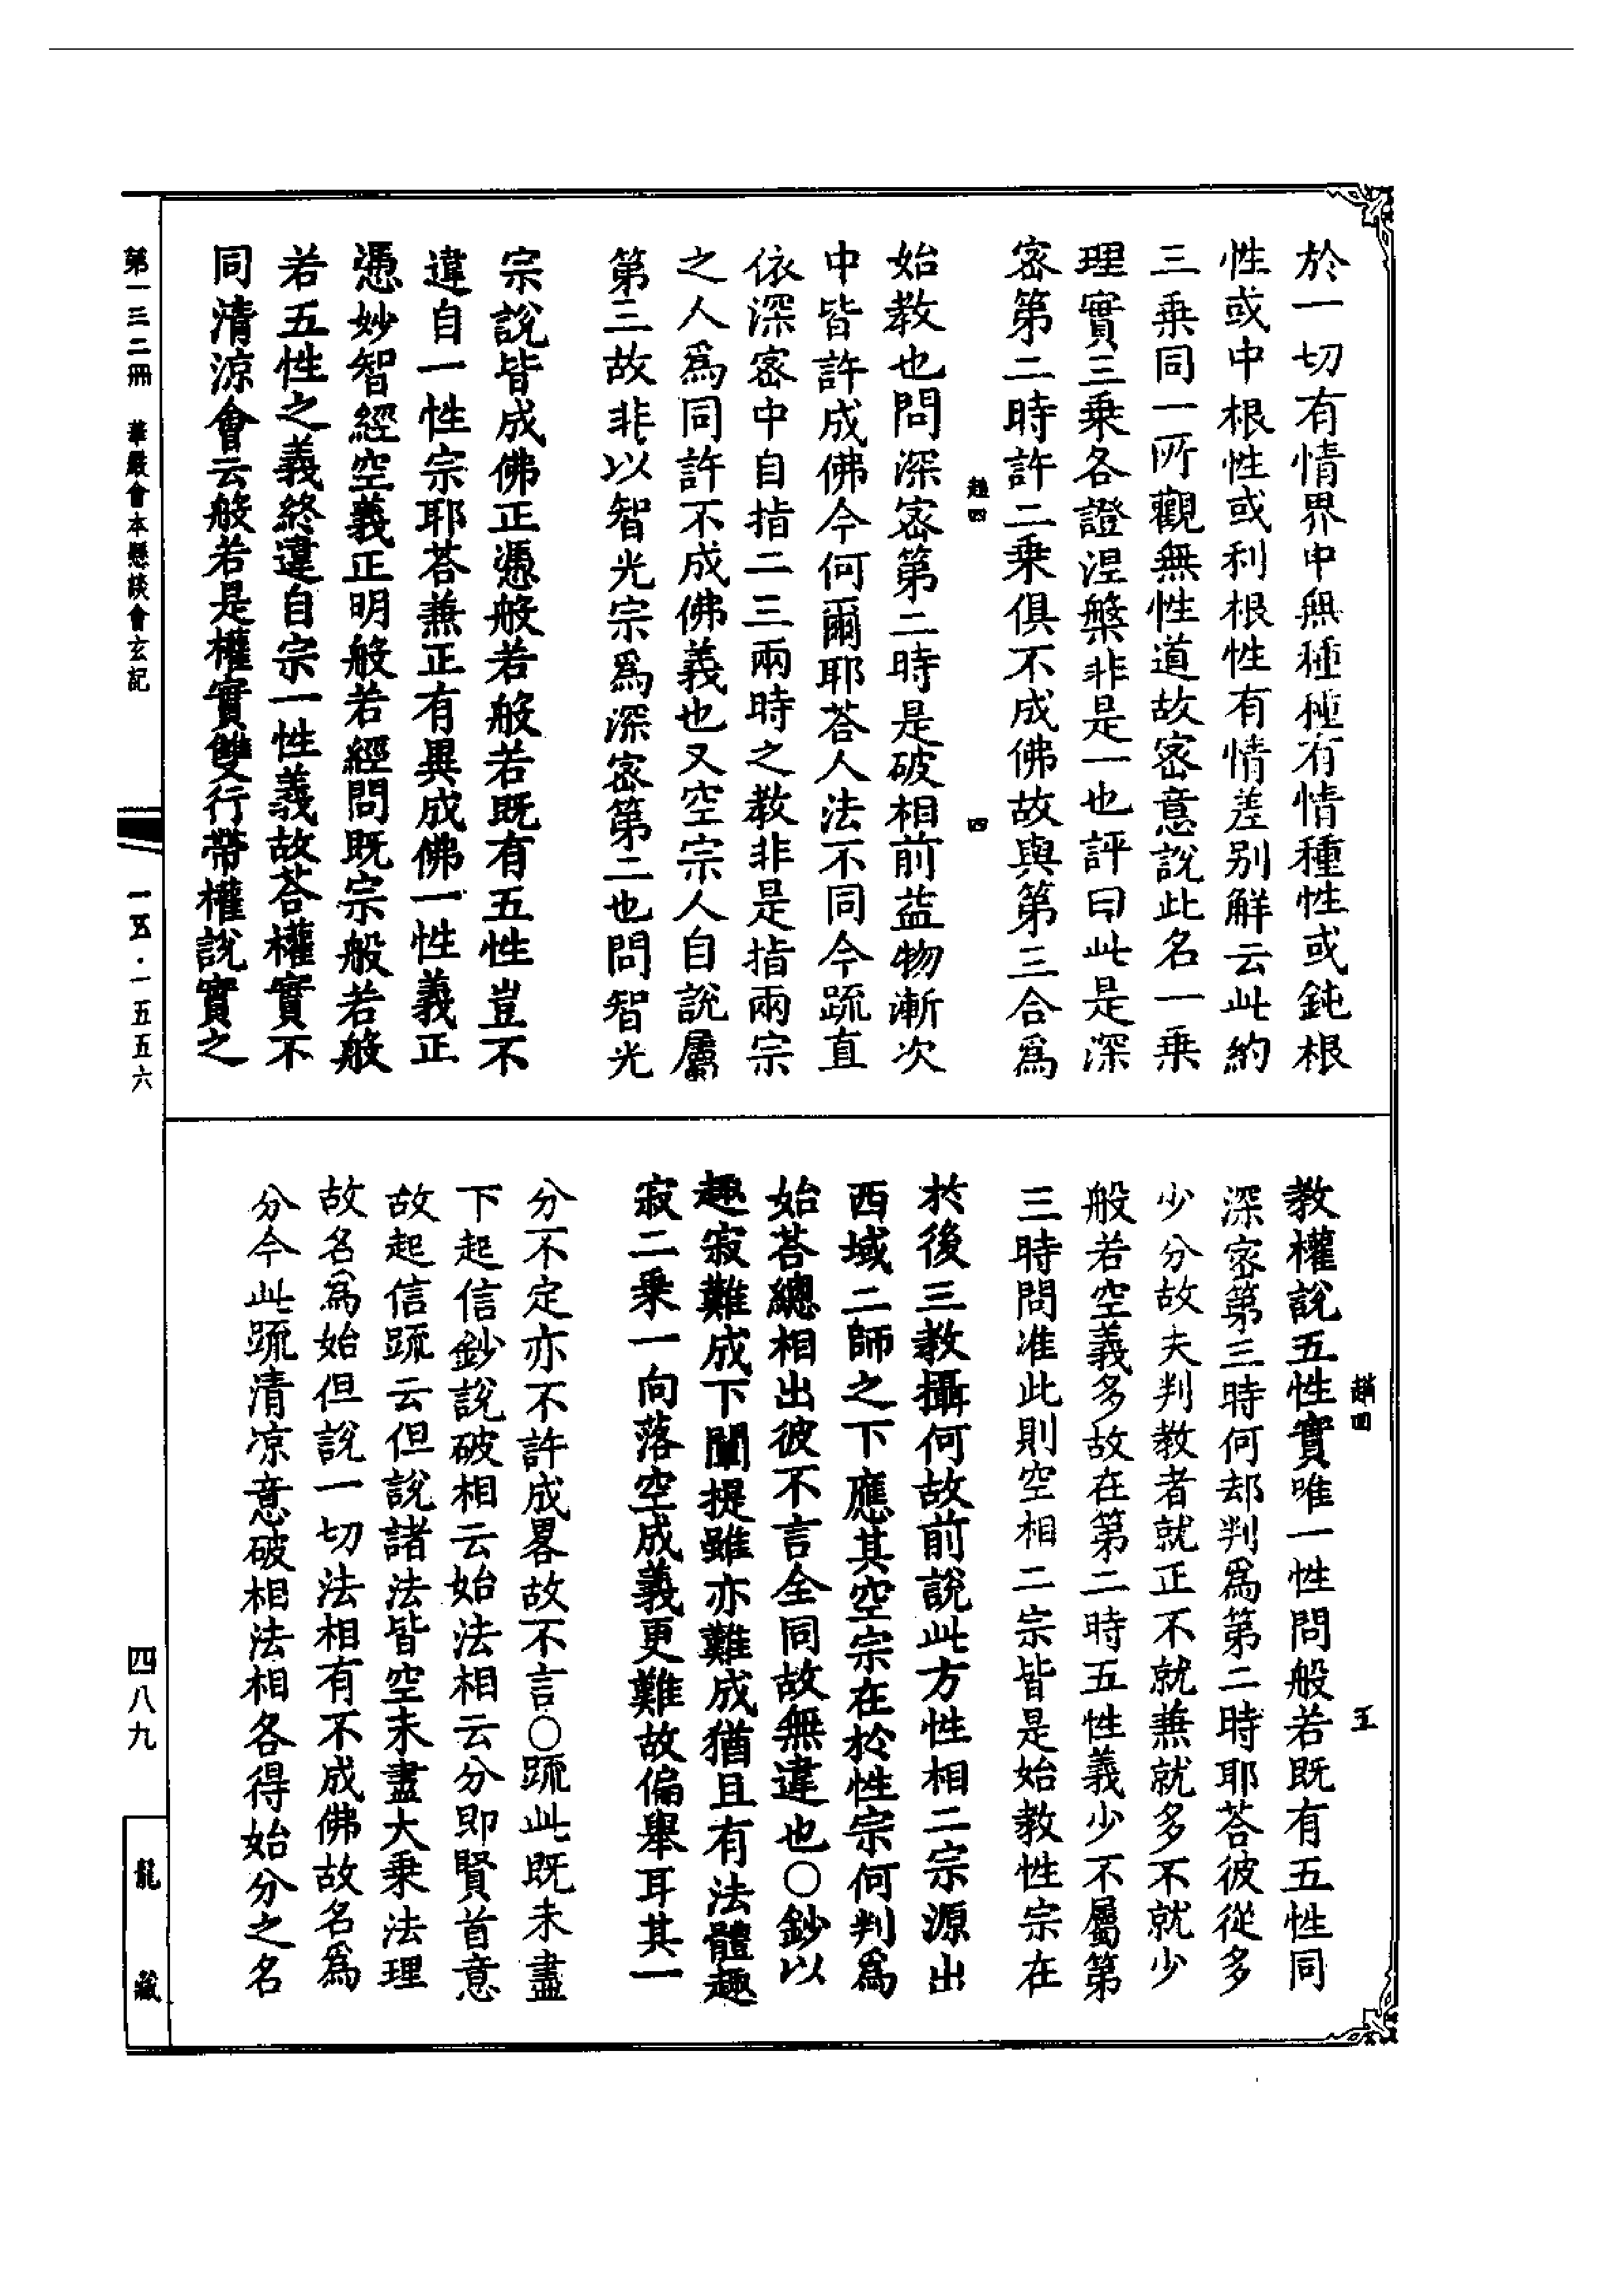 於一切有情界中無種種有情種性或鈍根
性或中根性或利根性有情差别解云此約
三乘同一所觀無性道故宻意說此名一乘
理實三乘各證涅槃非是一也評曰此是深
宻第二時許二乘俱不成佛故與第三合爲
趙四 四
始教也問深宻第二時是破相前益物漸次
中皆許成佛今何爾耶荅人法不同今疏直
依深宻中自指二三兩時之教非是指兩宗
之人爲同許不成佛義也又空宗人自說屬
第三故非以智光宗爲深宻第二也問智光
宗說皆成佛正憑般若般若既有五性豈不
違自一性宗耶荅兼正有異成佛一性義正
憑妙智經空義正明般若經問既宗般若般
若五性之義終違自宗一性義故荅權實不
同清涼會云般若是權實雙行帶權說實之
趙四 五
教權說五性實唯一性問般若既有五性同
深宻第三時何却判爲第二時耶荅彼從多
少分故夫判教者就正不就兼就多不就少
般若空義多故在第二時五性義少不屬第
三時問准此則空相二宗皆是始教性宗在
於後三教攝何故前說此方性相二宗源出
西域二師之下應其空宗在於性宗何判爲
始荅總相出彼不言全同故無違也〇鈔以
趣寂難成下闡提雖亦難成猶且有法體趣
寂二乘一向落空成義更難故偏舉耳其一
分不定亦不許成畧故不言〇疏此既未盡
下起信鈔說破相云始法相云分即賢首意
故起信疏云但說諸法皆空未盡大乘法理
故名爲始但說一切法相有不成佛故名爲
分今此疏清凉意破相法相各得始分之名
第一三二冊 華嚴會本懸談會玄記
一五·一五五六
四八九
龍藏